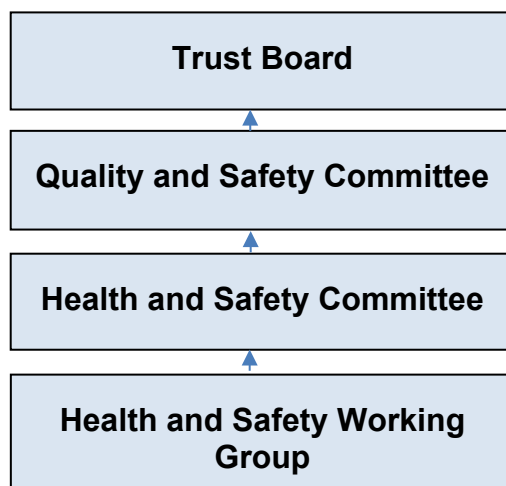 Trust Board
Quality and Safety Committee
Health and Safety Committee
Health and Safety Working
Group